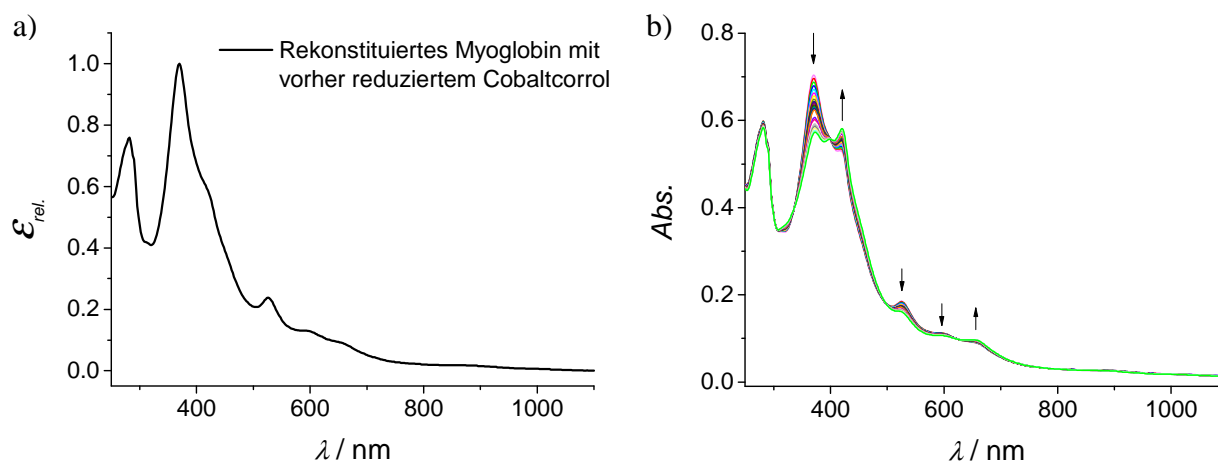 a)
Rekonstituiertes Myoglobin mit
vorher reduziertem Cobaltcorrol
1.0
0.8
0.6
0.4
0.2
0.0
ε rel.
400
600
800
1000
λ / nm
b)
0.8
0.6
0.4
0.2
0.0
Abs.
400
600
800
1000
λ / nm